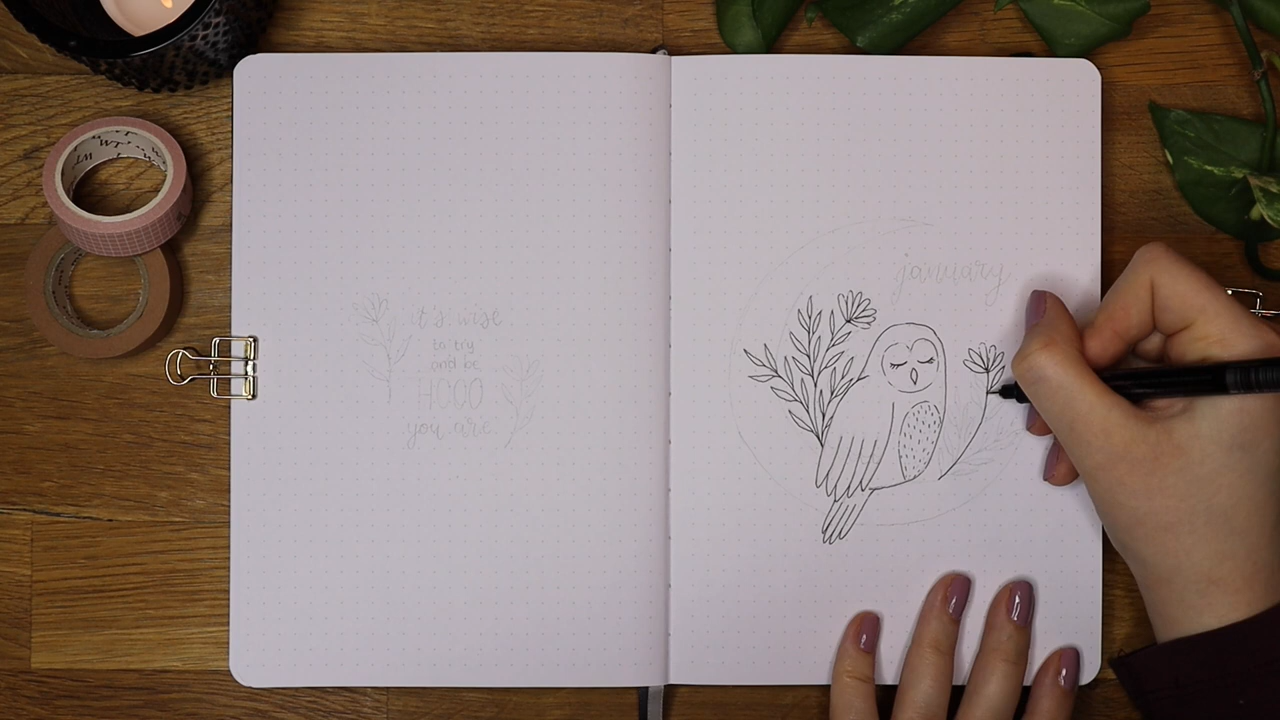 it's wise
to try
and be
HOOO
you are
january